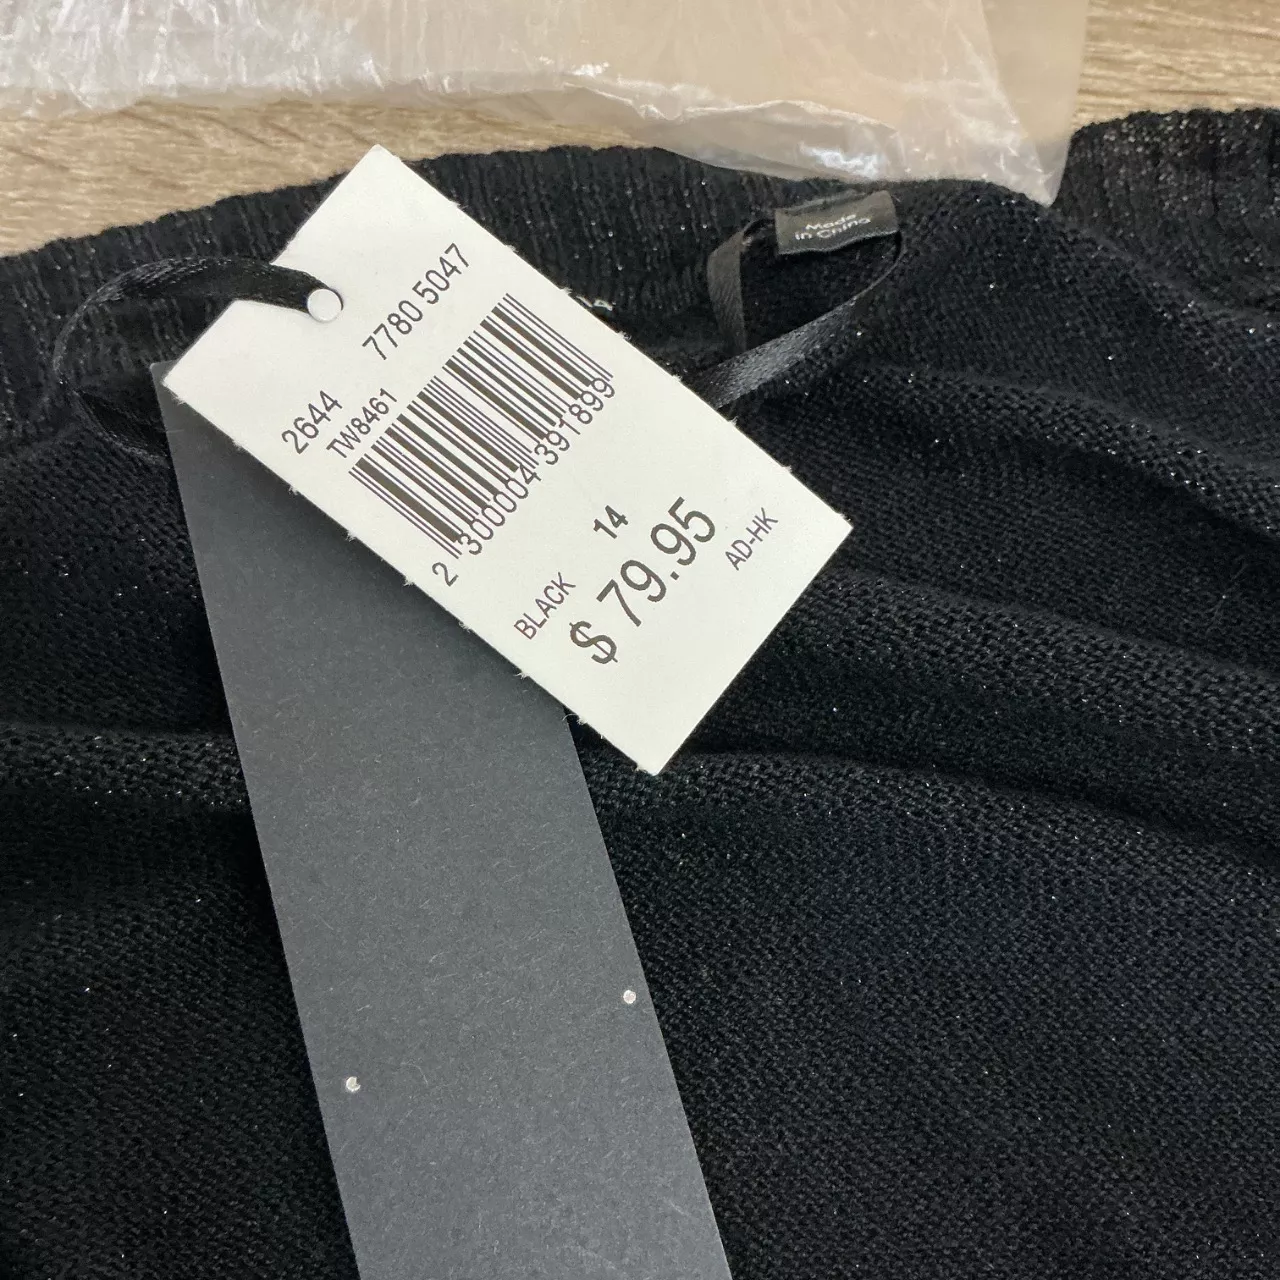 7780 5047
2644
TW8461
2 300004 391899
14
BLACK
$ 79.95
AD-HK
Made
in China